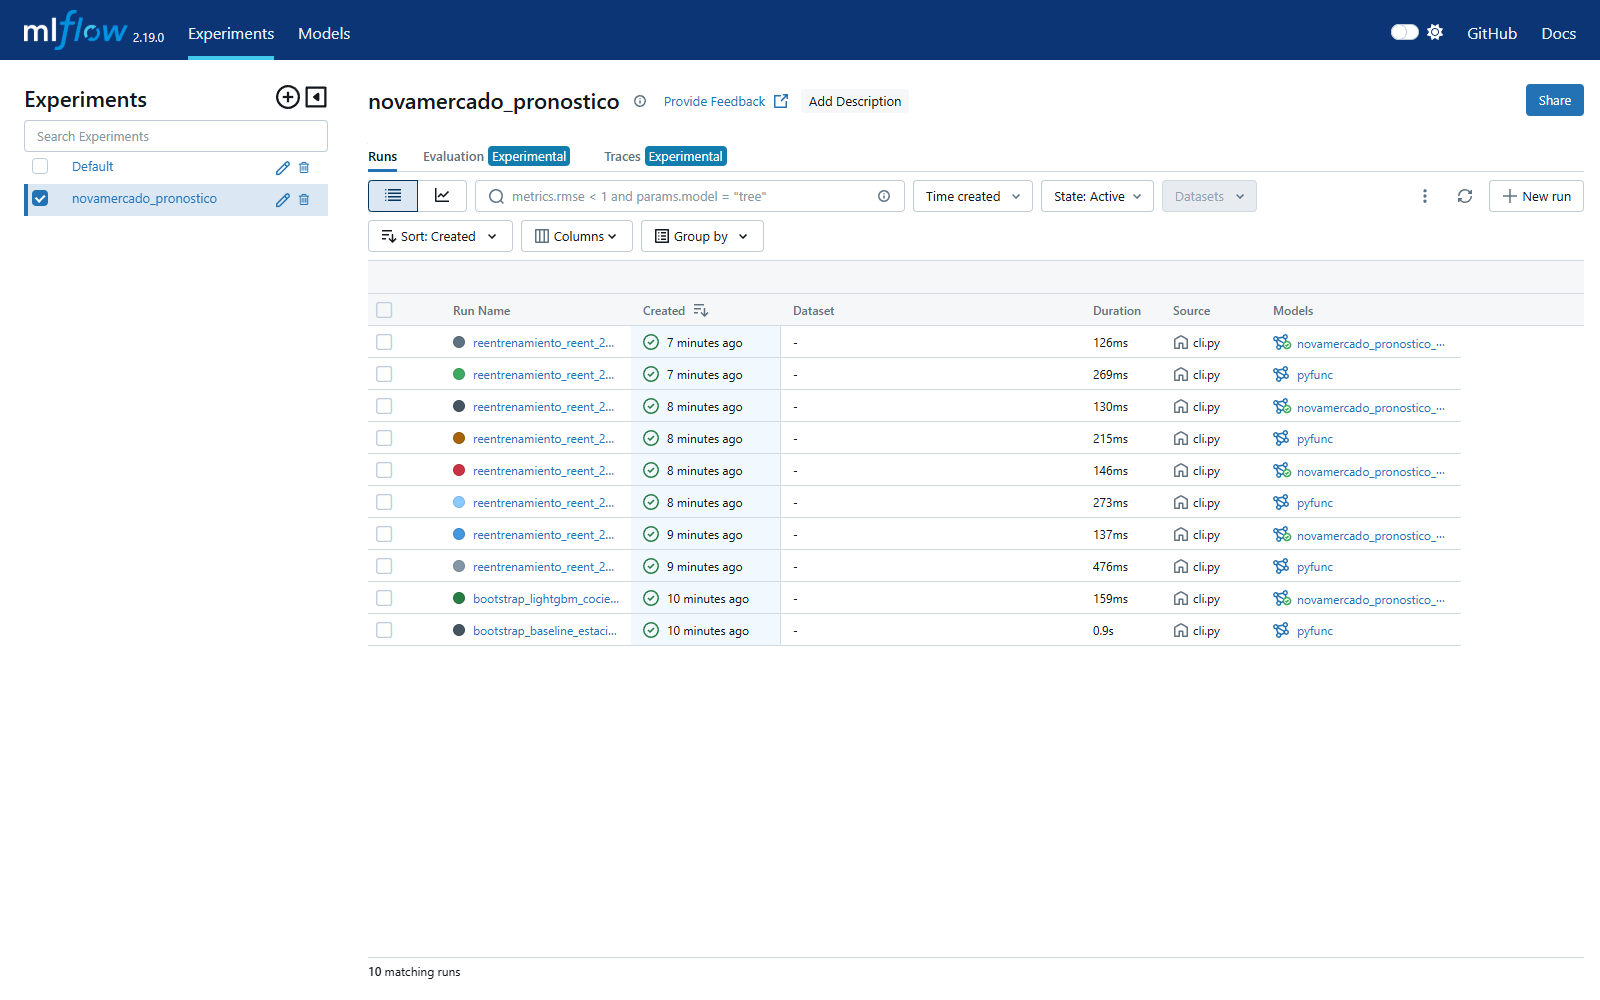 mlflow 2.19.0 Experiments Models GitHub Docs
Experiments
Search Experiments
Default
novamercado_pronostico
novamercado_pronostico Provide Feedback Add Description Share
Runs Evaluation Experimental Traces Experimental
metrics.rmse < 1 and params.model = "tree" Time created State: Active Datasets New run
Sort: Created Columns Group by
Run Name Created Dataset Duration Source Models
reentrenamiento_reent_2... 7 minutes ago - 126ms cli.py novamercado_pronostico_...
reentrenamiento_reent_2... 7 minutes ago - 269ms cli.py pyfunc
reentrenamiento_reent_2... 8 minutes ago - 130ms cli.py novamercado_pronostico_...
reentrenamiento_reent_2... 8 minutes ago - 215ms cli.py pyfunc
reentrenamiento_reent_2... 8 minutes ago - 146ms cli.py novamercado_pronostico_...
reentrenamiento_reent_2... 8 minutes ago - 273ms cli.py pyfunc
reentrenamiento_reent_2... 9 minutes ago - 137ms cli.py novamercado_pronostico_...
reentrenamiento_reent_2... 9 minutes ago - 476ms cli.py pyfunc
bootstrap_lightgbm_cocie... 10 minutes ago - 159ms cli.py novamercado_pronostico_...
bootstrap_baseline_estaci... 10 minutes ago - 0.9s cli.py pyfunc
10 matching runs